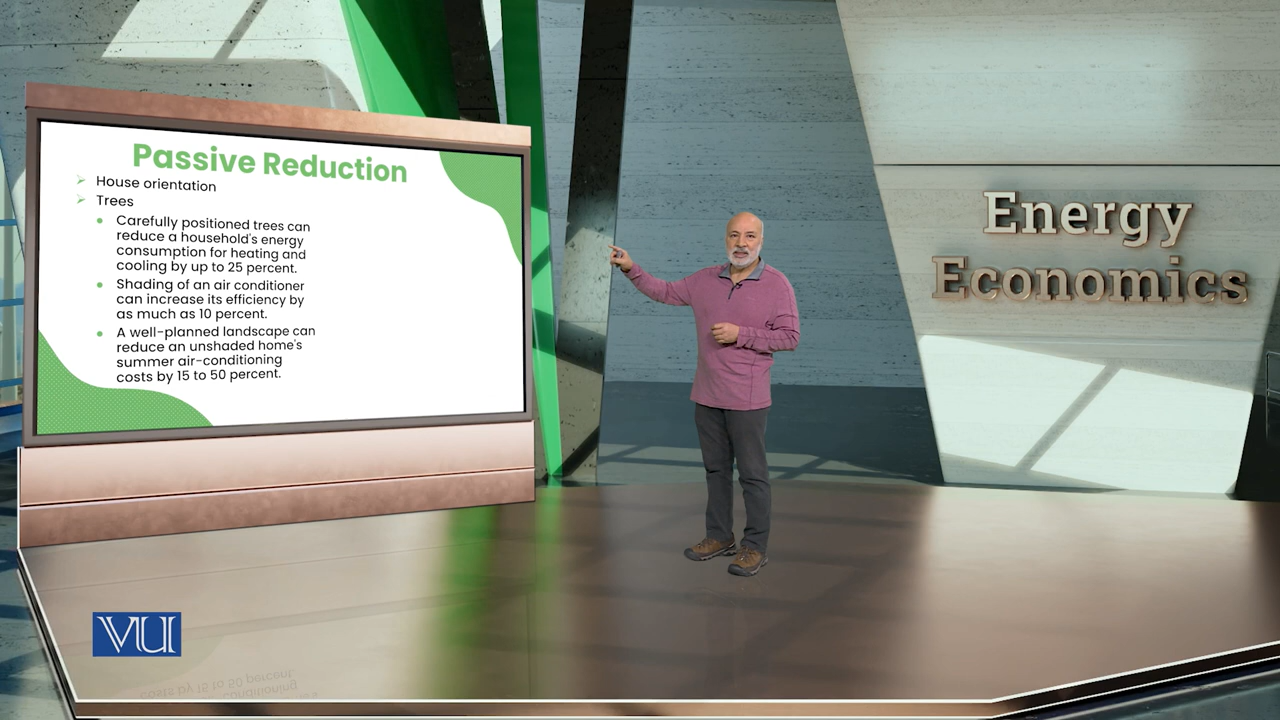 Passive Reduction
House orientation
Trees
Carefully positioned trees can
reduce a household's energy
consumption for heating and
cooling by up to 25 percent.
Shading of an air conditioner
can increase its efficiency by
as much as 10 percent.
A well-planned landscape can
reduce an unshaded home's
summer air-conditioning
costs by 15 to 50 percent.
Energy
Economics
VU